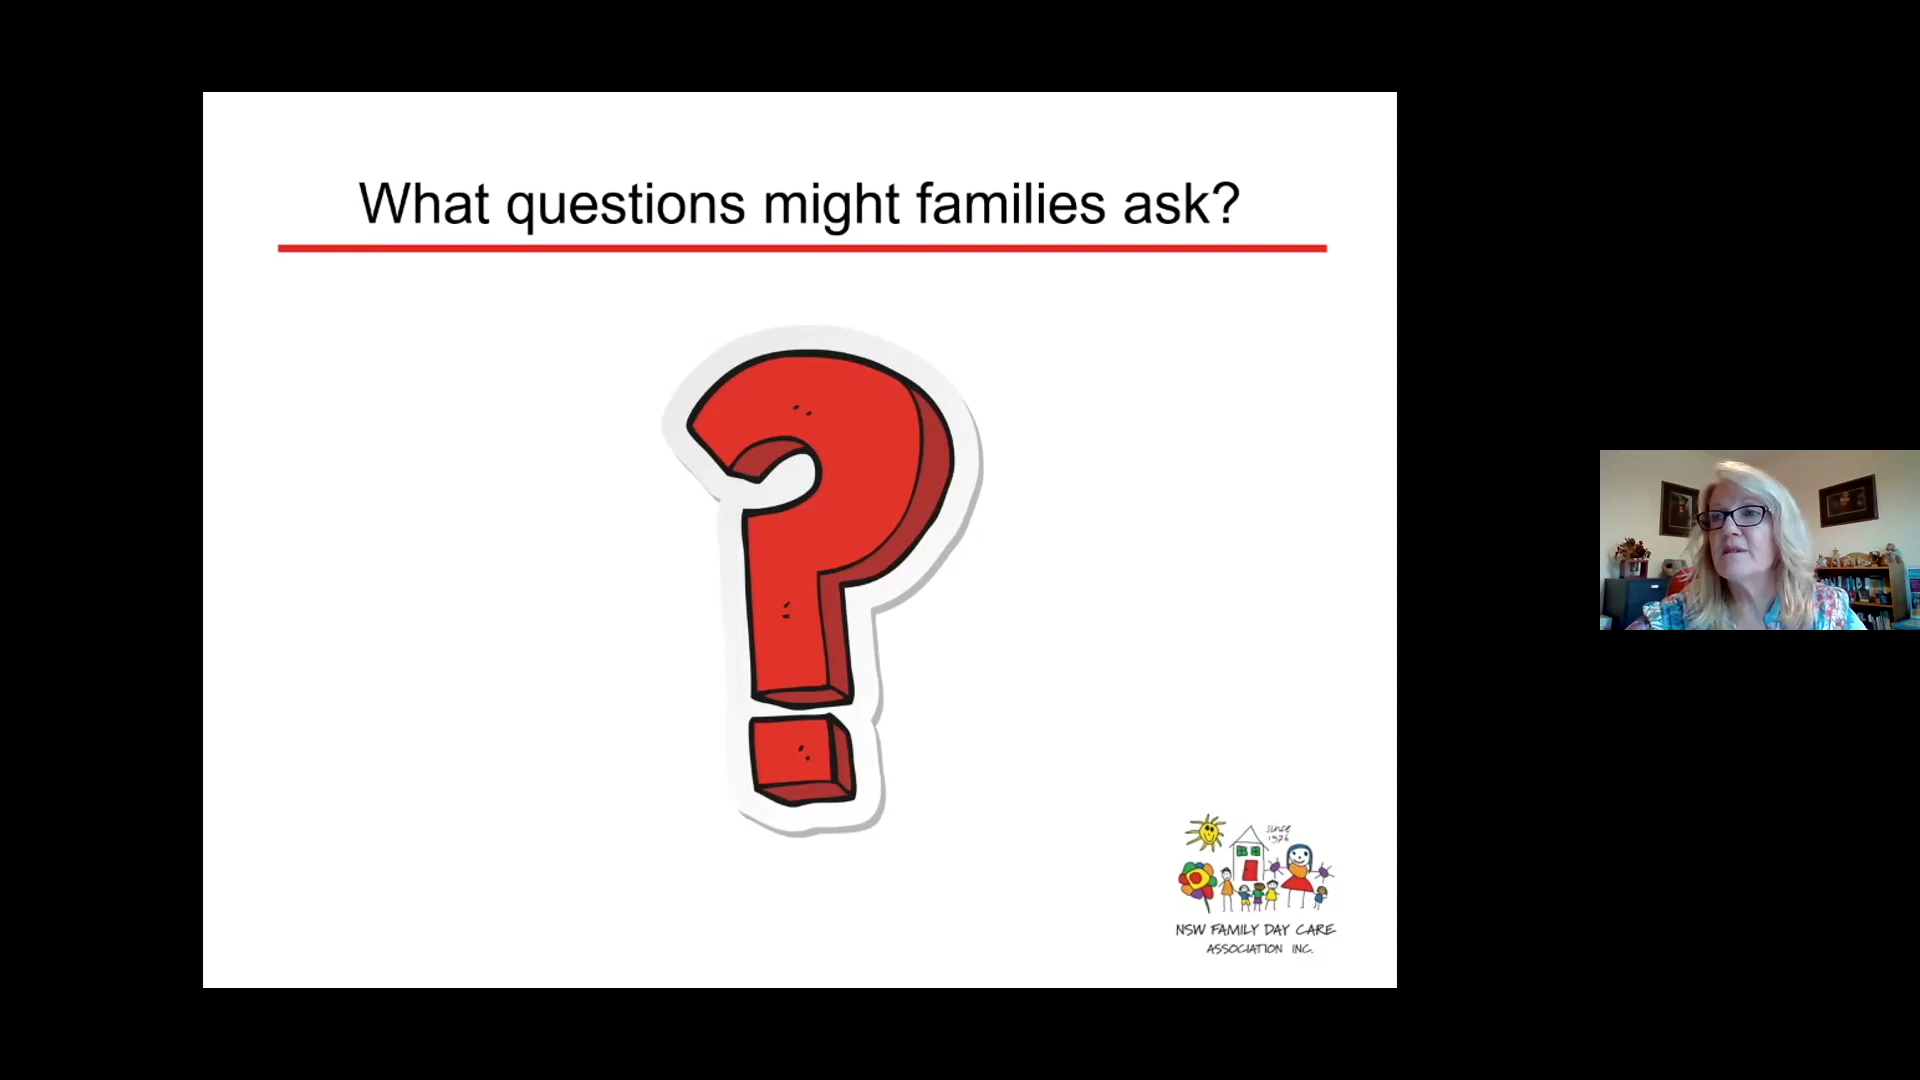 What questions might families ask?
since
1976
NSW FAMILY DAY CARE
ASSOCIATION INC.